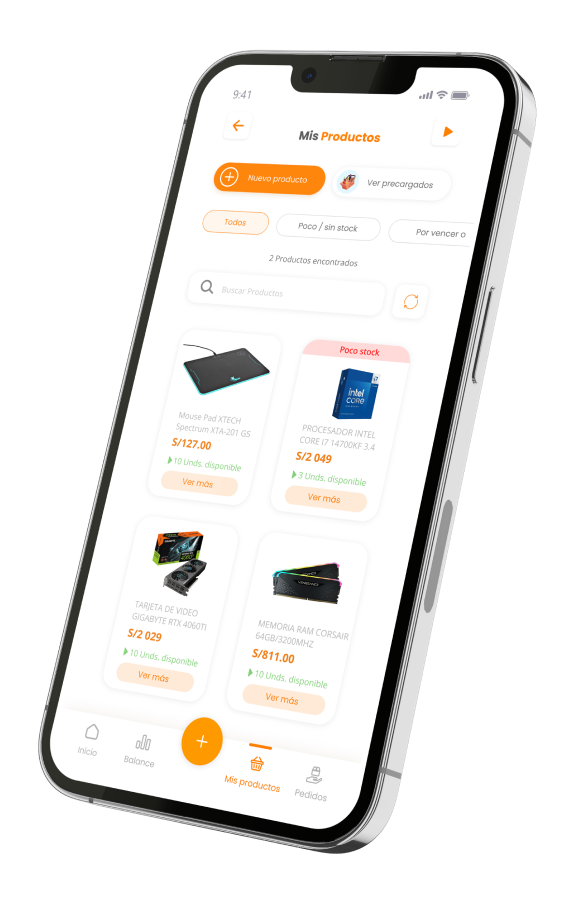 9:41
Mis Productos
Nuevo producto
Ver precargados
Todos
Poco / sin stock
Por vencer o
2 Productos encontrados
Buscar Productos
Poco stock
intel
CORE
i7
Mouse Pad XTECH
Spectrum XTA-201 GS
S/127.00
10 Unds. disponible
Ver más
PROCESADOR INTEL
CORE I7 14700KF 3.4
S/2 049
3 Unds. disponible
Ver más
TARJETA DE VIDEO
GIGABYTE RTX 4060TI
S/2 029
10 Unds. disponible
Ver más
VENGEANCE
MEMORIA RAM CORSAIR
64GB/3200MHZ
S/811.00
10 Unds. disponible
Ver más
Inicio
Balance
Mis productos
Pedidos